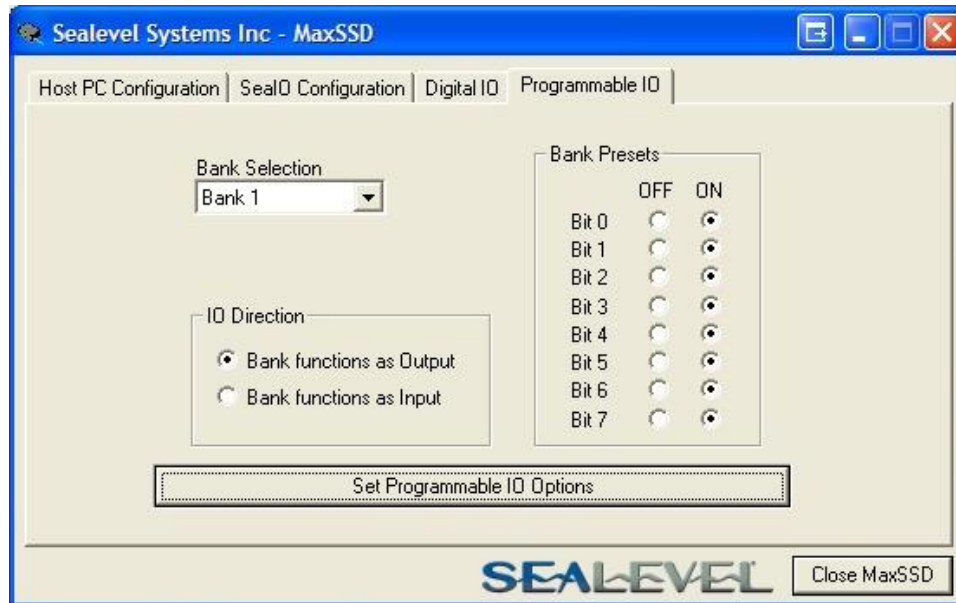 Sealevel Systems Inc - MaxSSD
Host PC Configuration
SeaIO Configuration
Digital IO
Programmable IO
Bank Selection
Bank 1
IO Direction
Bank functions as Output
Bank functions as Input
Bank Presets
OFF ON
Bit 0
Bit 1
Bit 2
Bit 3
Bit 4
Bit 5
Bit 6
Bit 7
Set Programmable IO Options
SEALEVEL
Close MaxSSD